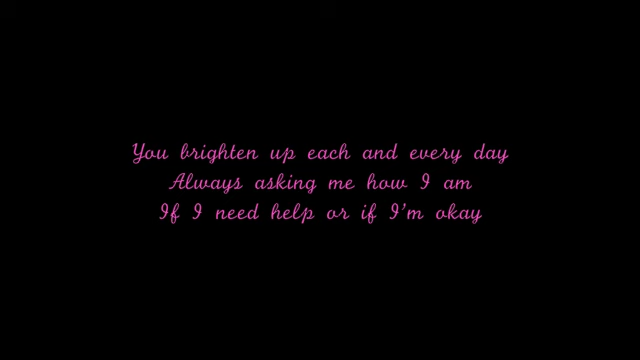 You brighten up each and every day
Always asking me how I am
If I need help or if I'm okay